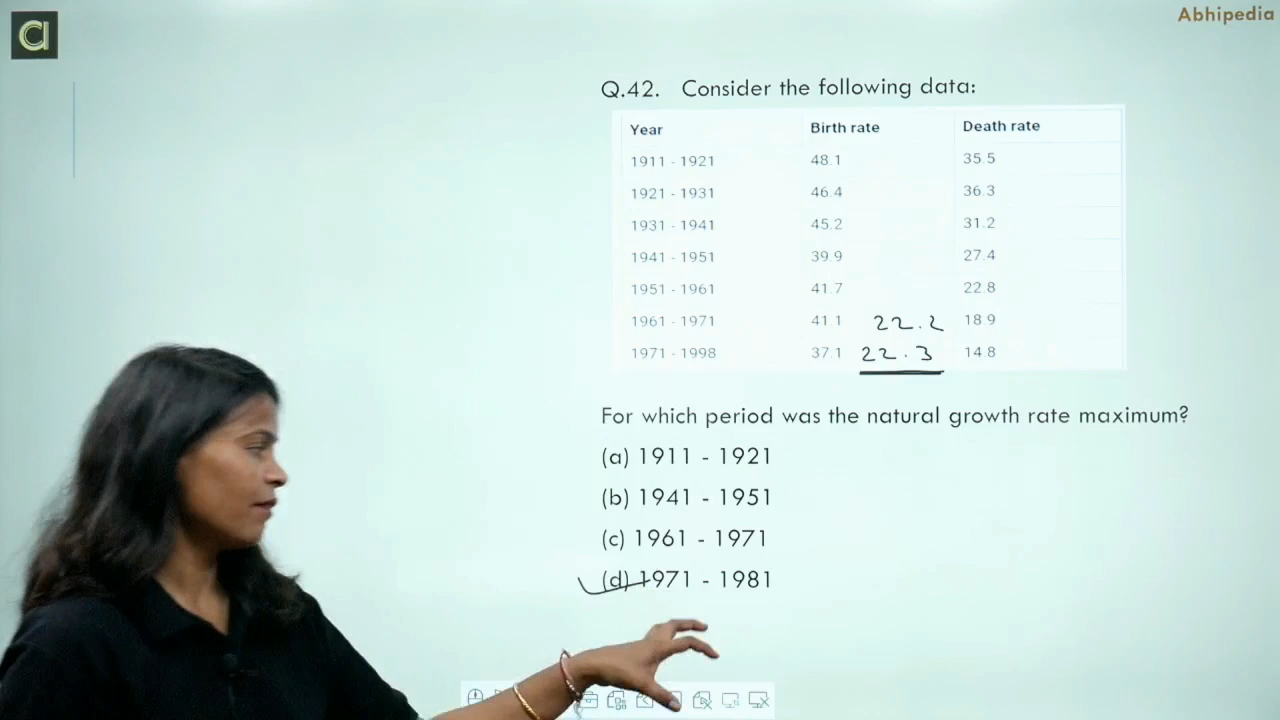 Abhipedia
Q.42. Consider the following data:
Year Birth rate Death rate
1911 - 1921 48.1 35.5
1921 - 1931 46.4 36.3
1931 - 1941 45.2 31.2
1941 - 1951 39.9 27.4
1951 - 1961 41.7 22.8
1961 - 1971 41.1 22.2 18 9
1971 - 1998 37.1 22.3 14 8
For which period was the natural growth rate maximum?
(a) 1911 - 1921
(b) 1941 - 1951
(c) 1961 - 1971
(d) 1971 - 1981